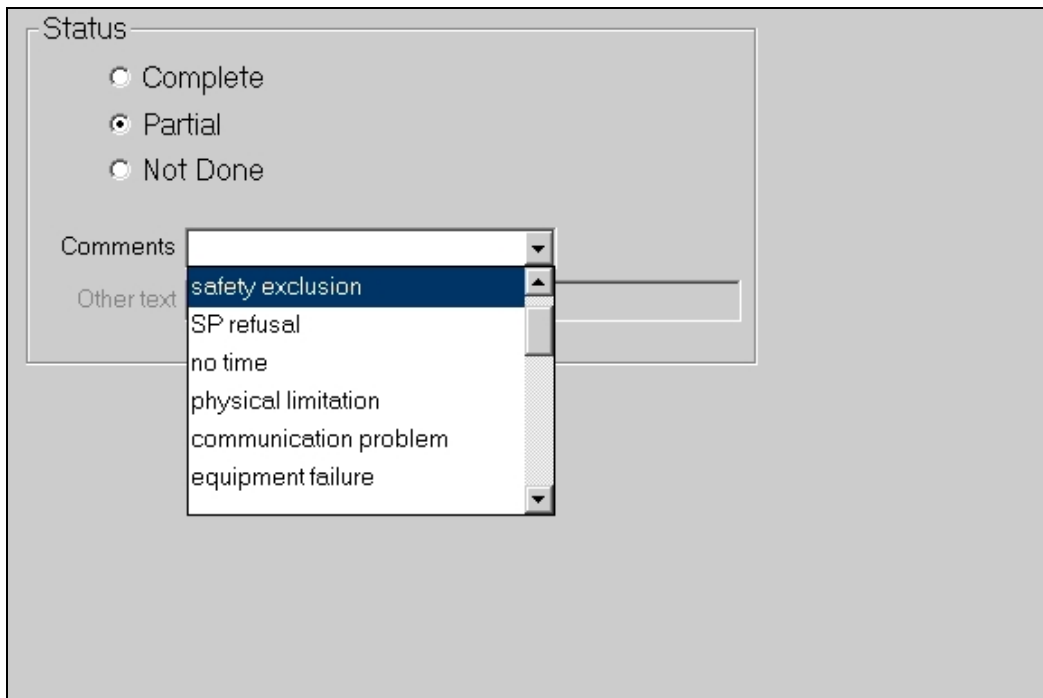 Status
Complete
Partial
Not Done
Comments
Other text
safety exclusion
SP refusal
no time
physical limitation
communication problem
equipment failure